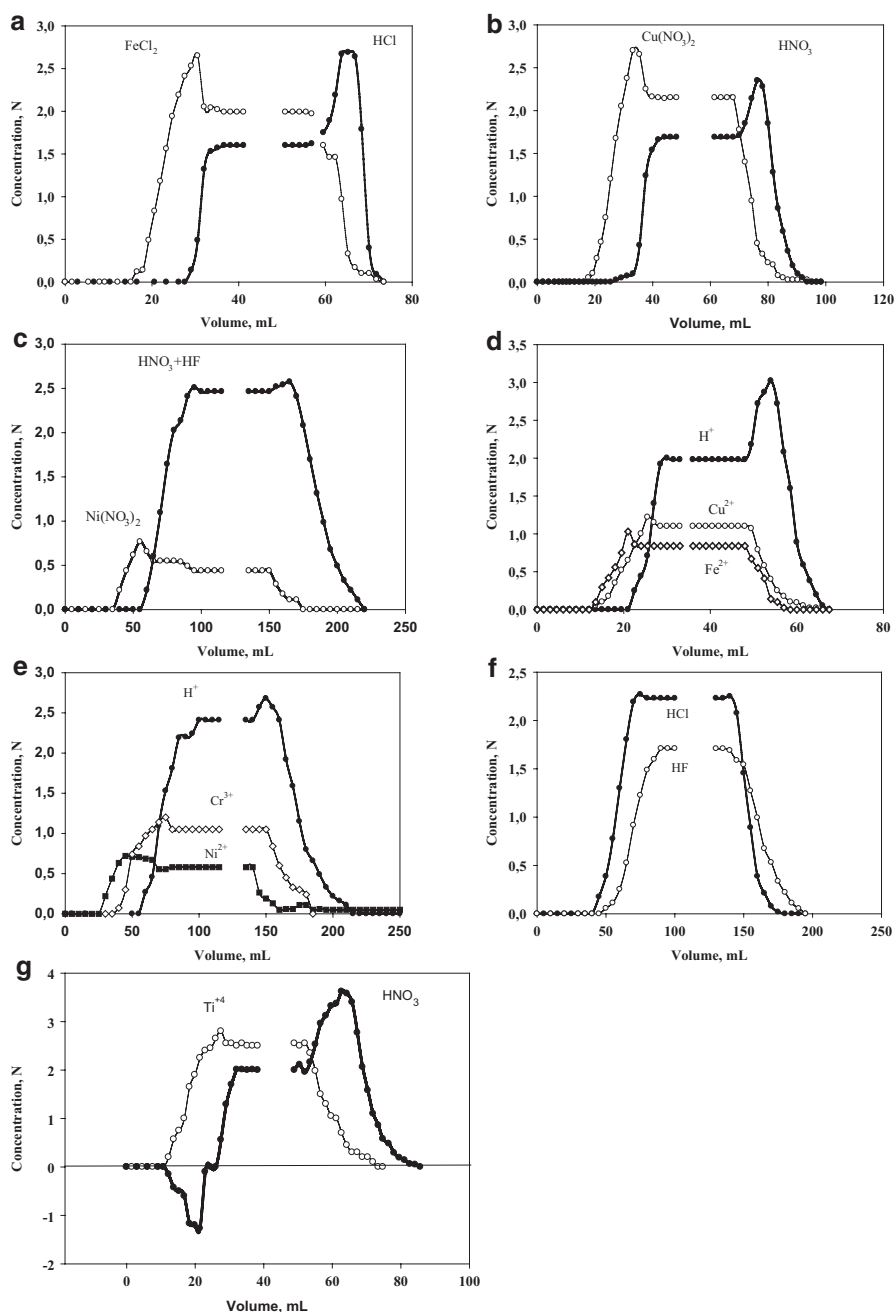 a
3,0
2,5
2,0
1,5
1,0
0,5
0,0
0 20 40 60 80
Concentration, N
Volume, mL
FeCl2
HCl
b
3,0
2,5
2,0
1,5
1,0
0,5
0,0
0 20 40 60 80 100 120
Concentration, N
Volume, mL
Cu(NO3)2
HNO3
c
3,0
2,5
2,0
1,5
1,0
0,5
0,0
0 50 100 150 200 250
Concentration, N
Volume, mL
HNO3+HF
Ni(NO3)2
d
3,5
3,0
2,5
2,0
1,5
1,0
0,5
0,0
0 20 40 60 80
Concentration, N
Volume, mL
H+
Cu2+
Fe2+
e
3,0
2,5
2,0
1,5
1,0
0,5
0,0
0 50 100 150 200 250
Concentration, N
Volume, mL
H+
Cr3+
Ni2+
f
3,0
2,5
2,0
1,5
1,0
0,5
0,0
0 50 100 150 200 250
Concentration, N
Volume, mL
HCl
HF
g
4
3
2
1
0
-1
-2
0 20 40 60 80 100
Concentration, N
Volume, mL
Ti+4
HNO3